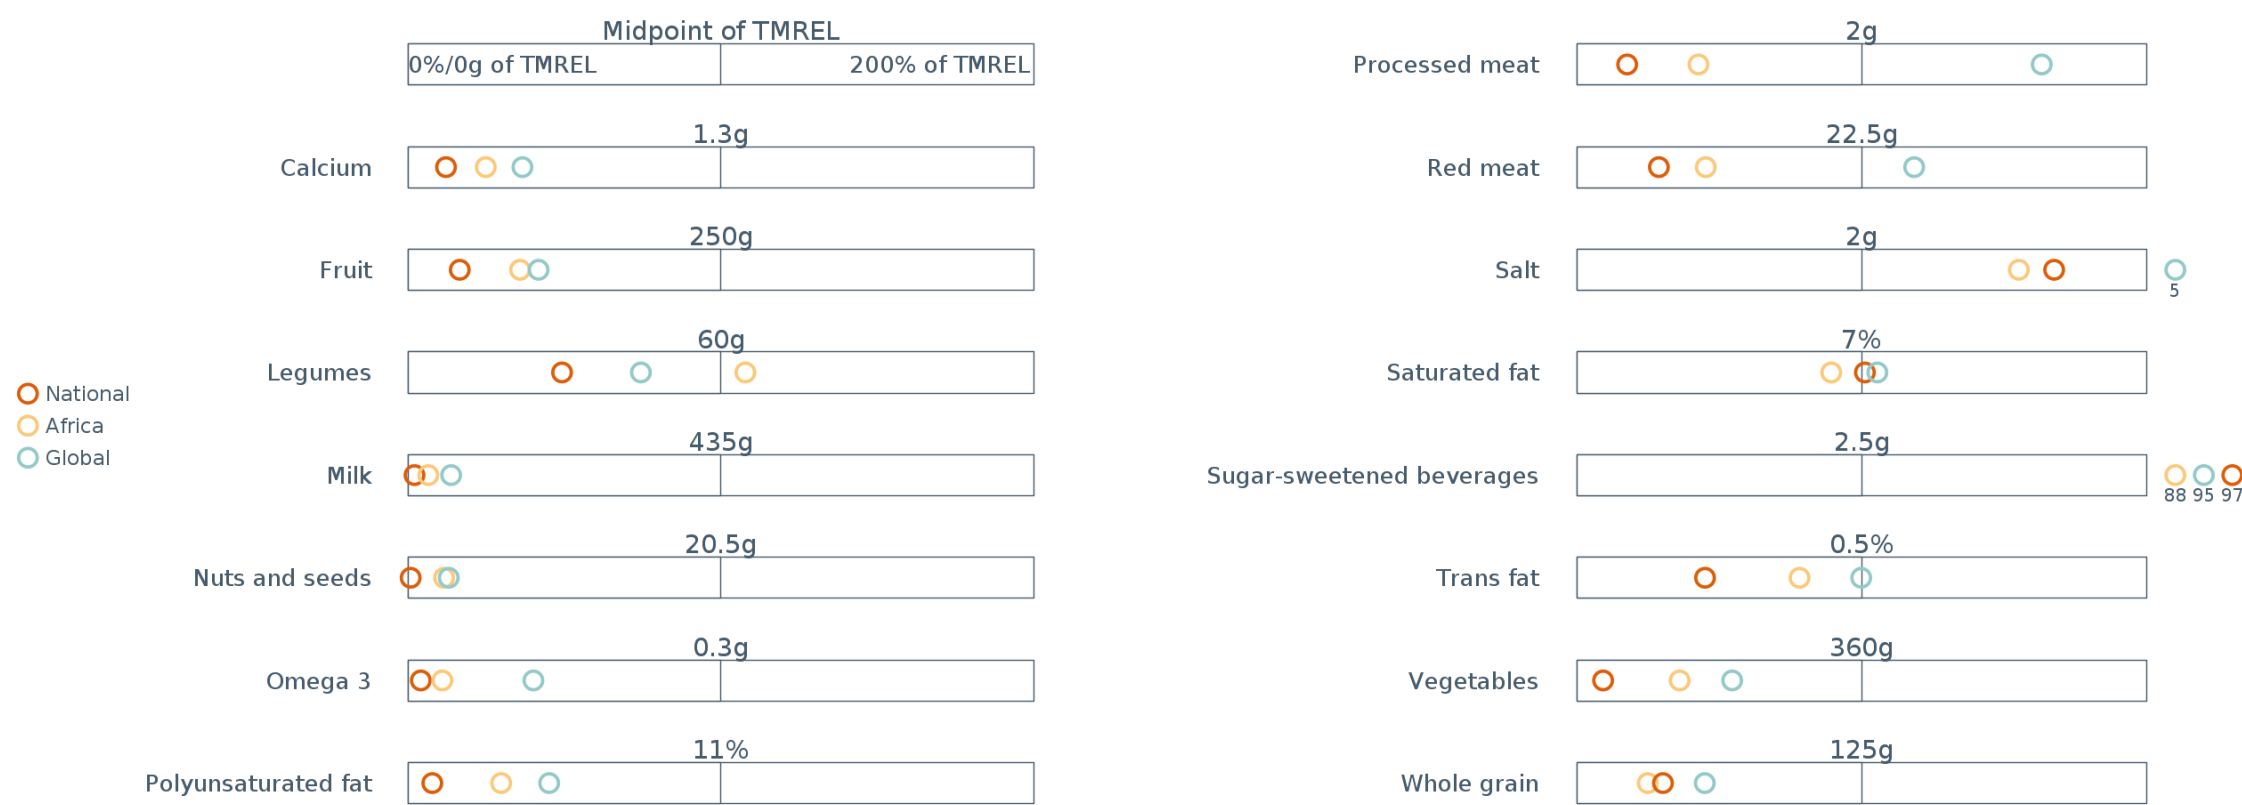 Midpoint of TMREL
0%/0g of TMREL
200% of TMREL
1.3g
Calcium
250g
Fruit
60g
Legumes
435g
Milk
20.5g
Nuts and seeds
0.3g
Omega 3
11%
Polyunsaturated fat
National
Africa
Global
2g
Processed meat
22.5g
Red meat
2g
Salt
5
7%
Saturated fat
2.5g
Sugar-sweetened beverages
88 95 97
0.5%
Trans fat
360g
Vegetables
125g
Whole grain